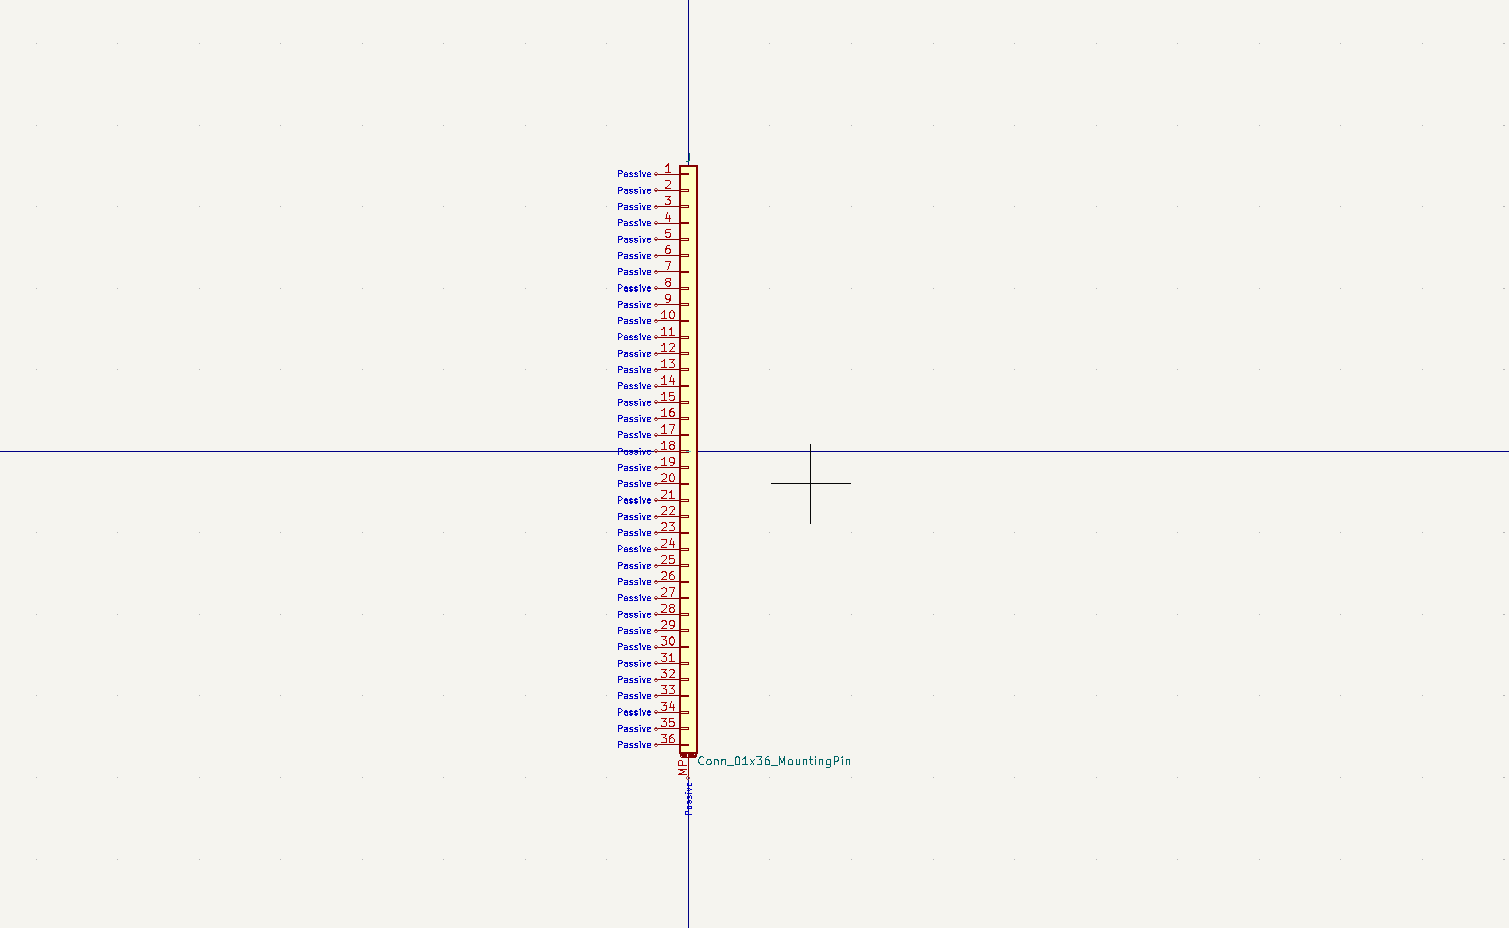 J
Passive 1
Passive 2
Passive 3
Passive 4
Passive 5
Passive 6
Passive 7
Passive 8
Passive 9
Passive 10
Passive 11
Passive 12
Passive 13
Passive 14
Passive 15
Passive 16
Passive 17
Passive 18
Passive 19
Passive 20
Passive 21
Passive 22
Passive 23
Passive 24
Passive 25
Passive 26
Passive 27
Passive 28
Passive 29
Passive 30
Passive 31
Passive 32
Passive 33
Passive 34
Passive 35
Passive 36
Conn_01x36_MountingPin
MP
Passive